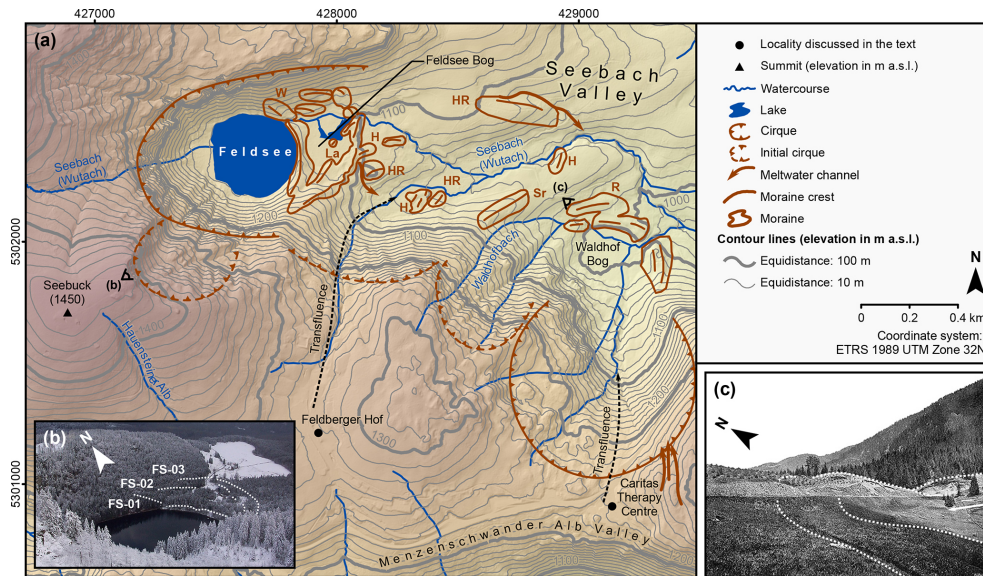 427000
428000
429000
(a)
Feldsee Bog
Seebach
Valley
W
1100
HR
La
H
H
Feldsee
Seebach
(Wutach)
HR
HR
Seebach
(Wutach)
Sr
(c)
R
1000
H
1200
1100
Waldhof
Bog
Waldhofbach
5302000
(b)
Seebuck
(1450)
1400
Hauensteiner Alb
Transfluence
1100
1200
1300
Feldberger Hof
Transfluence
Caritas
Therapy
Centre
5301000
Menzenschwander Alb Valley
(b)
N
FS-03
FS-02
FS-01
Locality discussed in the text
Summit (elevation in m a.s.l.)
Watercourse
Lake
Cirque
Initial cirque
Meltwater channel
Moraine crest
Moraine
Contour lines (elevation in m a.s.l.)
Equidistance: 100 m
Equidistance: 10 m
N
0 0.2 0.4 km
Coordinate system:
ETRS 1989 UTM Zone 32N
(c)
N